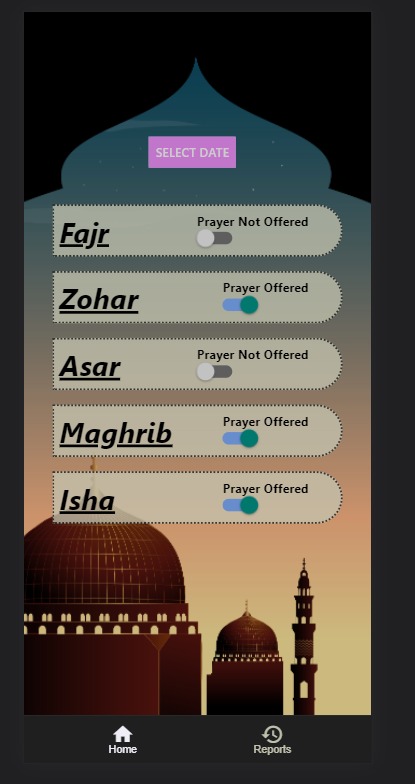 SELECT DATE
Prayer Not Offered
Fajr
Prayer Offered
Zohar
Prayer Not Offered
Asar
Prayer Offered
Maghrib
Prayer Offered
Isha
Home
Reports